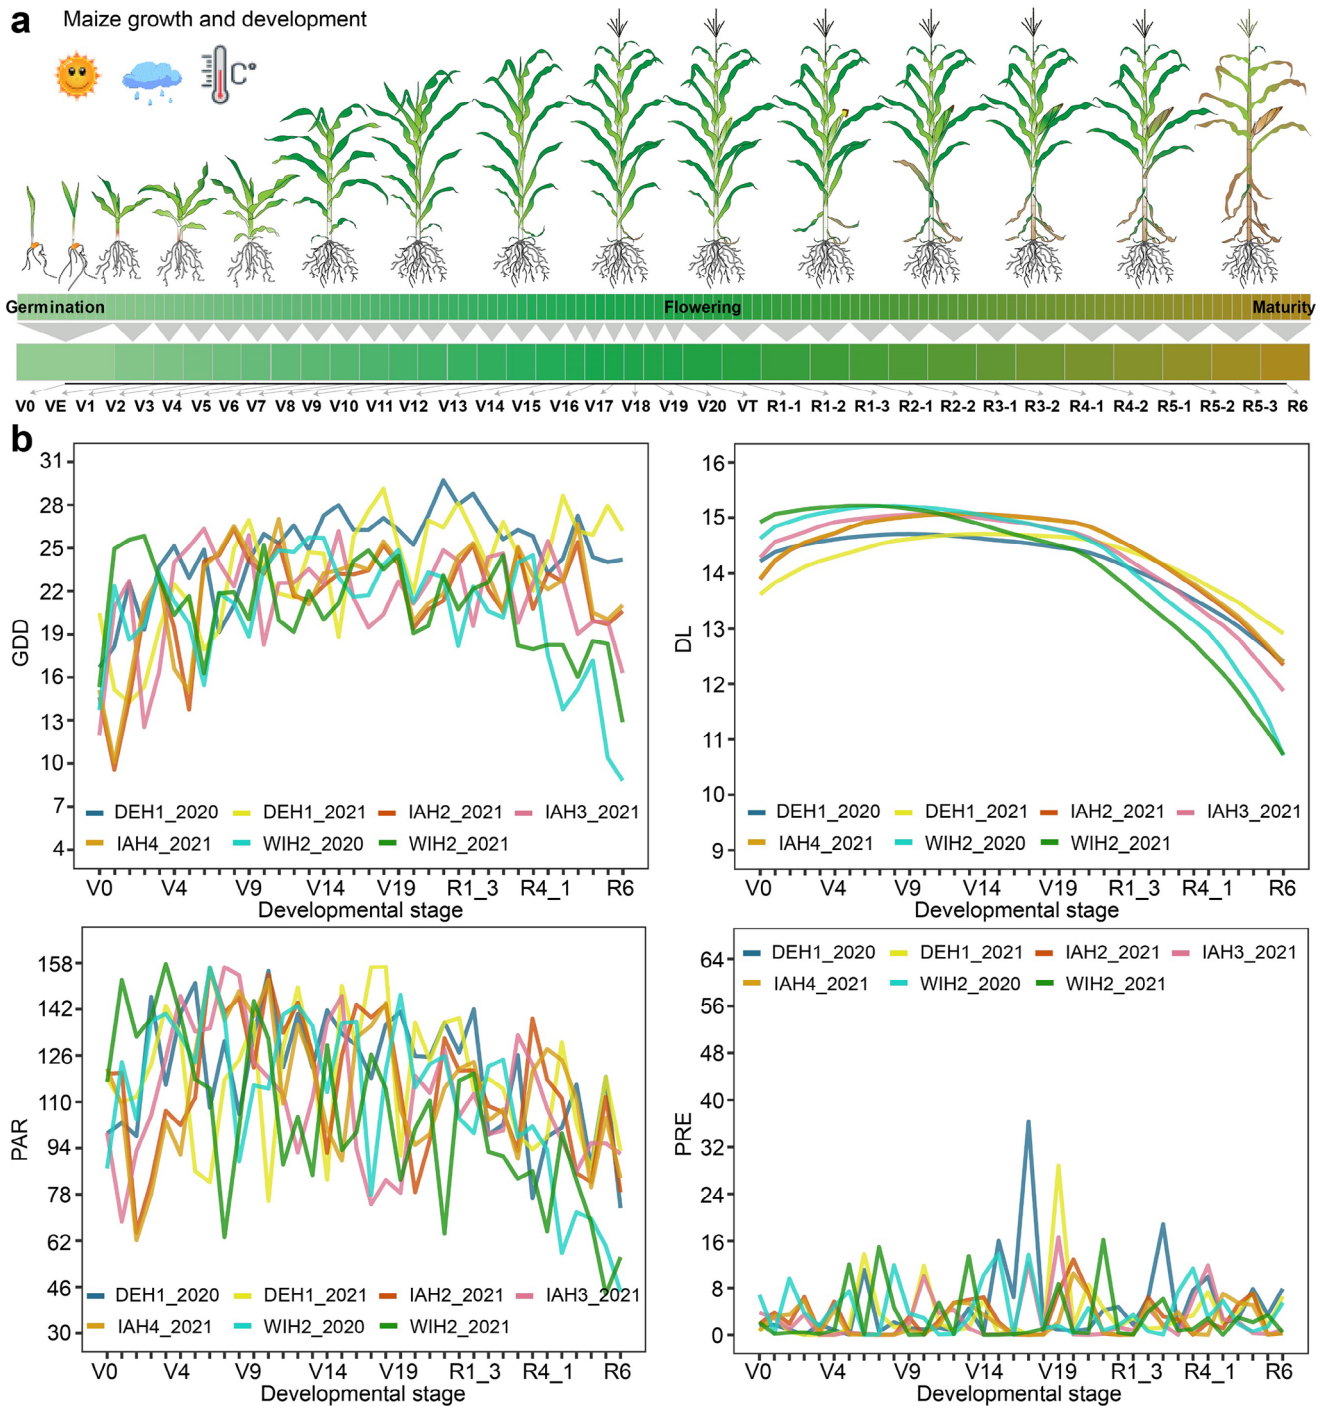 a Maize growth and development
C°
Germination Flowering Maturity
V0 VE V1 V2 V3 V4 V5 V6 V7 V8 V9 V10 V11 V12 V13 V14 V15 V16 V17 V18 V19 V20 VT R1-1 R1-2 R1-3 R2-1 R2-2 R3-1 R3-2 R4-1 R4-2 R5-1 R5-2 R5-3 R6
b
31
28
25
22
19
16
13
10
7
4
GDD
DEH1_2020 DEH1_2021 IAH2_2021 IAH3_2021
IAH4_2021 WIH2_2020 WIH2_2021
V0 V4 V9 V14 V19 R1_3 R4_1 R6
Developmental stage
16
15
14
13
12
11
10
9
DL
DEH1_2020 DEH1_2021 IAH2_2021 IAH3_2021
IAH4_2021 WIH2_2020 WIH2_2021
V0 V4 V9 V14 V19 R1_3 R4_1 R6
Developmental stage
158
142
126
110
94
78
62
46
30
PAR
DEH1_2020 DEH1_2021 IAH2_2021 IAH3_2021
IAH4_2021 WIH2_2020 WIH2_2021
V0 V4 V9 V14 V19 R1_3 R4_1 R6
Developmental stage
DEH1_2020 DEH1_2021 IAH2_2021 IAH3_2021
IAH4_2021 WIH2_2020 WIH2_2021
64
56
48
40
32
24
16
8
0
PRE
V0 V4 V9 V14 V19 R1_3 R4_1 R6
Developmental stage